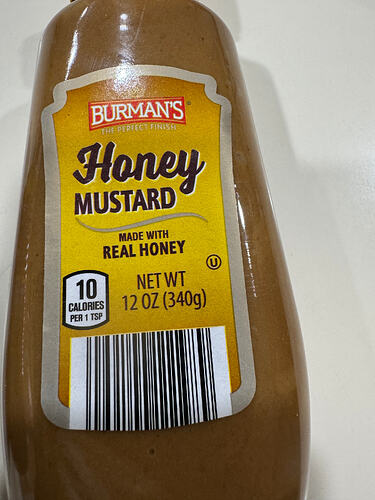 BURMAN'S®
THE PERFECT FINISH
Honey
MUSTARD
MADE WITH
REAL HONEY
U
10
CALORIES
PER 1 TSP
NET WT
12 OZ (340g)